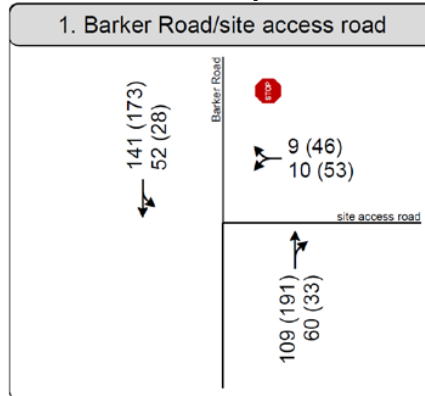 1. Barker Road/site access road
Barker Road
STOP
141 (173)
52 (28)
9 (46)
10 (53)
site access road
109 (191)
60 (33)